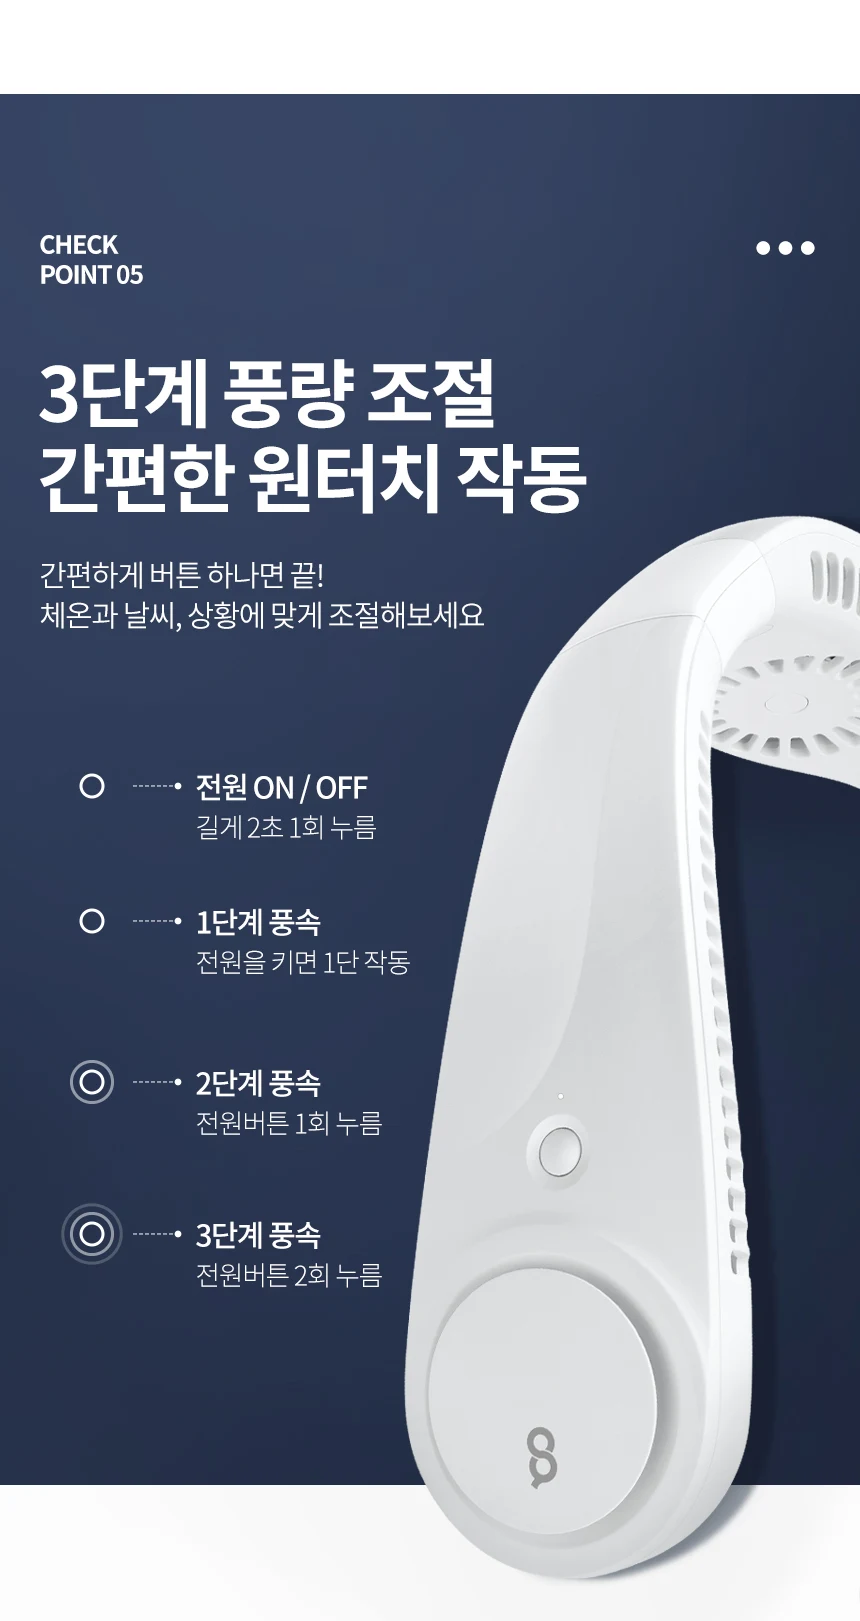 CHECK
POINT 05
3단계 풍량 조절
간편한 원터치 작동
간편하게 버튼 하나면 끝!
체온과 날씨, 상황에 맞게 조절해보세요
전원 ON / OFF
길게 2초 1회 누름
1단계 풍속
전원을 키면 1단 작동
2단계 풍속
전원버튼 1회 누름
3단계 풍속
전원버튼 2회 누름